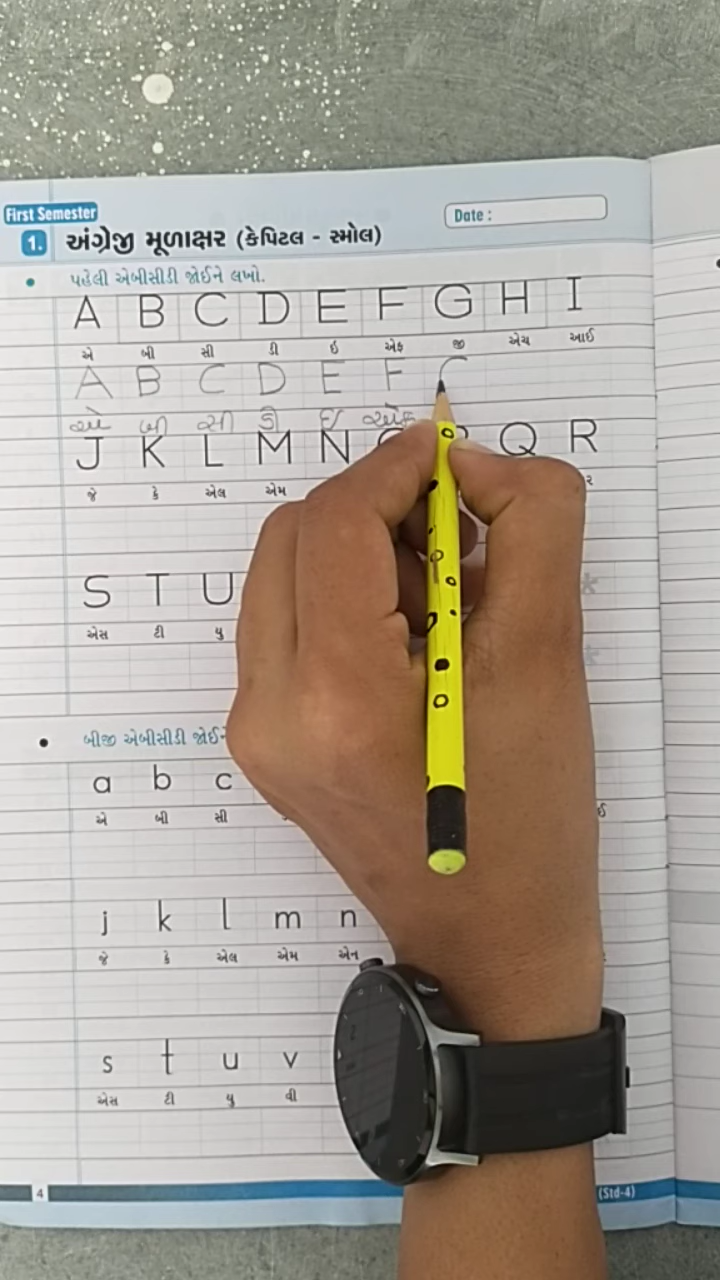 First Semester
Date :
1. અંગ્રેજી મૂળાક્ષર (કેપિટલ - સ્મોલ)
• પહેલી એબીસીડી જોઈને લખો.
A B C D E F G H I
એ બી સી ડી ઇ એફ જી એચ આઈ
A B C D E F
એ બી સી ડી ઇ એફ
J K L M N Q R
જે કે એલ એમ
S T U
એસ ટી યુ
• બીજી એબીસીડી
a b c
એ બી સી
j k l m n
જે કે એલ એમ એન
s t u v
એસ ટી યુ વી
4
(Std-4)